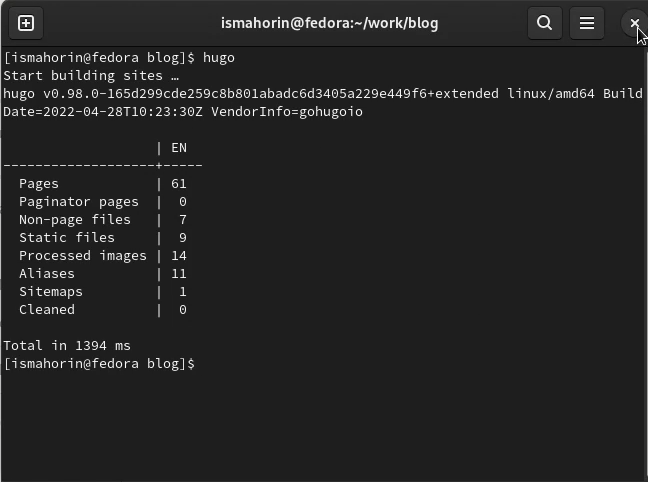 ismahorin@fedora:~/work/blog
[ismahorin@fedora blog]$ hugo
Start building sites …
hugo v0.98.0-165d299cde259c8b801abadc6d3405a229e449f6+extended linux/amd64 Build
Date=2022-04-28T10:23:30Z VendorInfo=gohugoio
| EN
-------------------+-----
Pages | 61
Paginator pages | 0
Non-page files | 7
Static files | 9
Processed images | 14
Aliases | 11
Sitemaps | 1
Cleaned | 0
Total in 1394 ms
[ismahorin@fedora blog]$